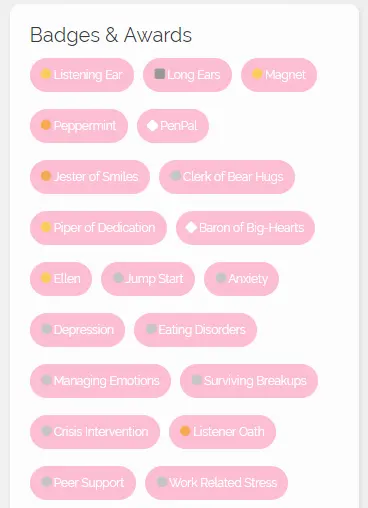 Badges & Awards
Listening Ear Long Ears Magnet
Peppermint PenPal
Jester of Smiles Clerk of Bear Hugs
Piper of Dedication Baron of Big-Hearts
Ellen Jump Start Anxiety
Depression Eating Disorders
Managing Emotions Surviving Breakups
Crisis Intervention Listener Oath
Peer Support Work Related Stress